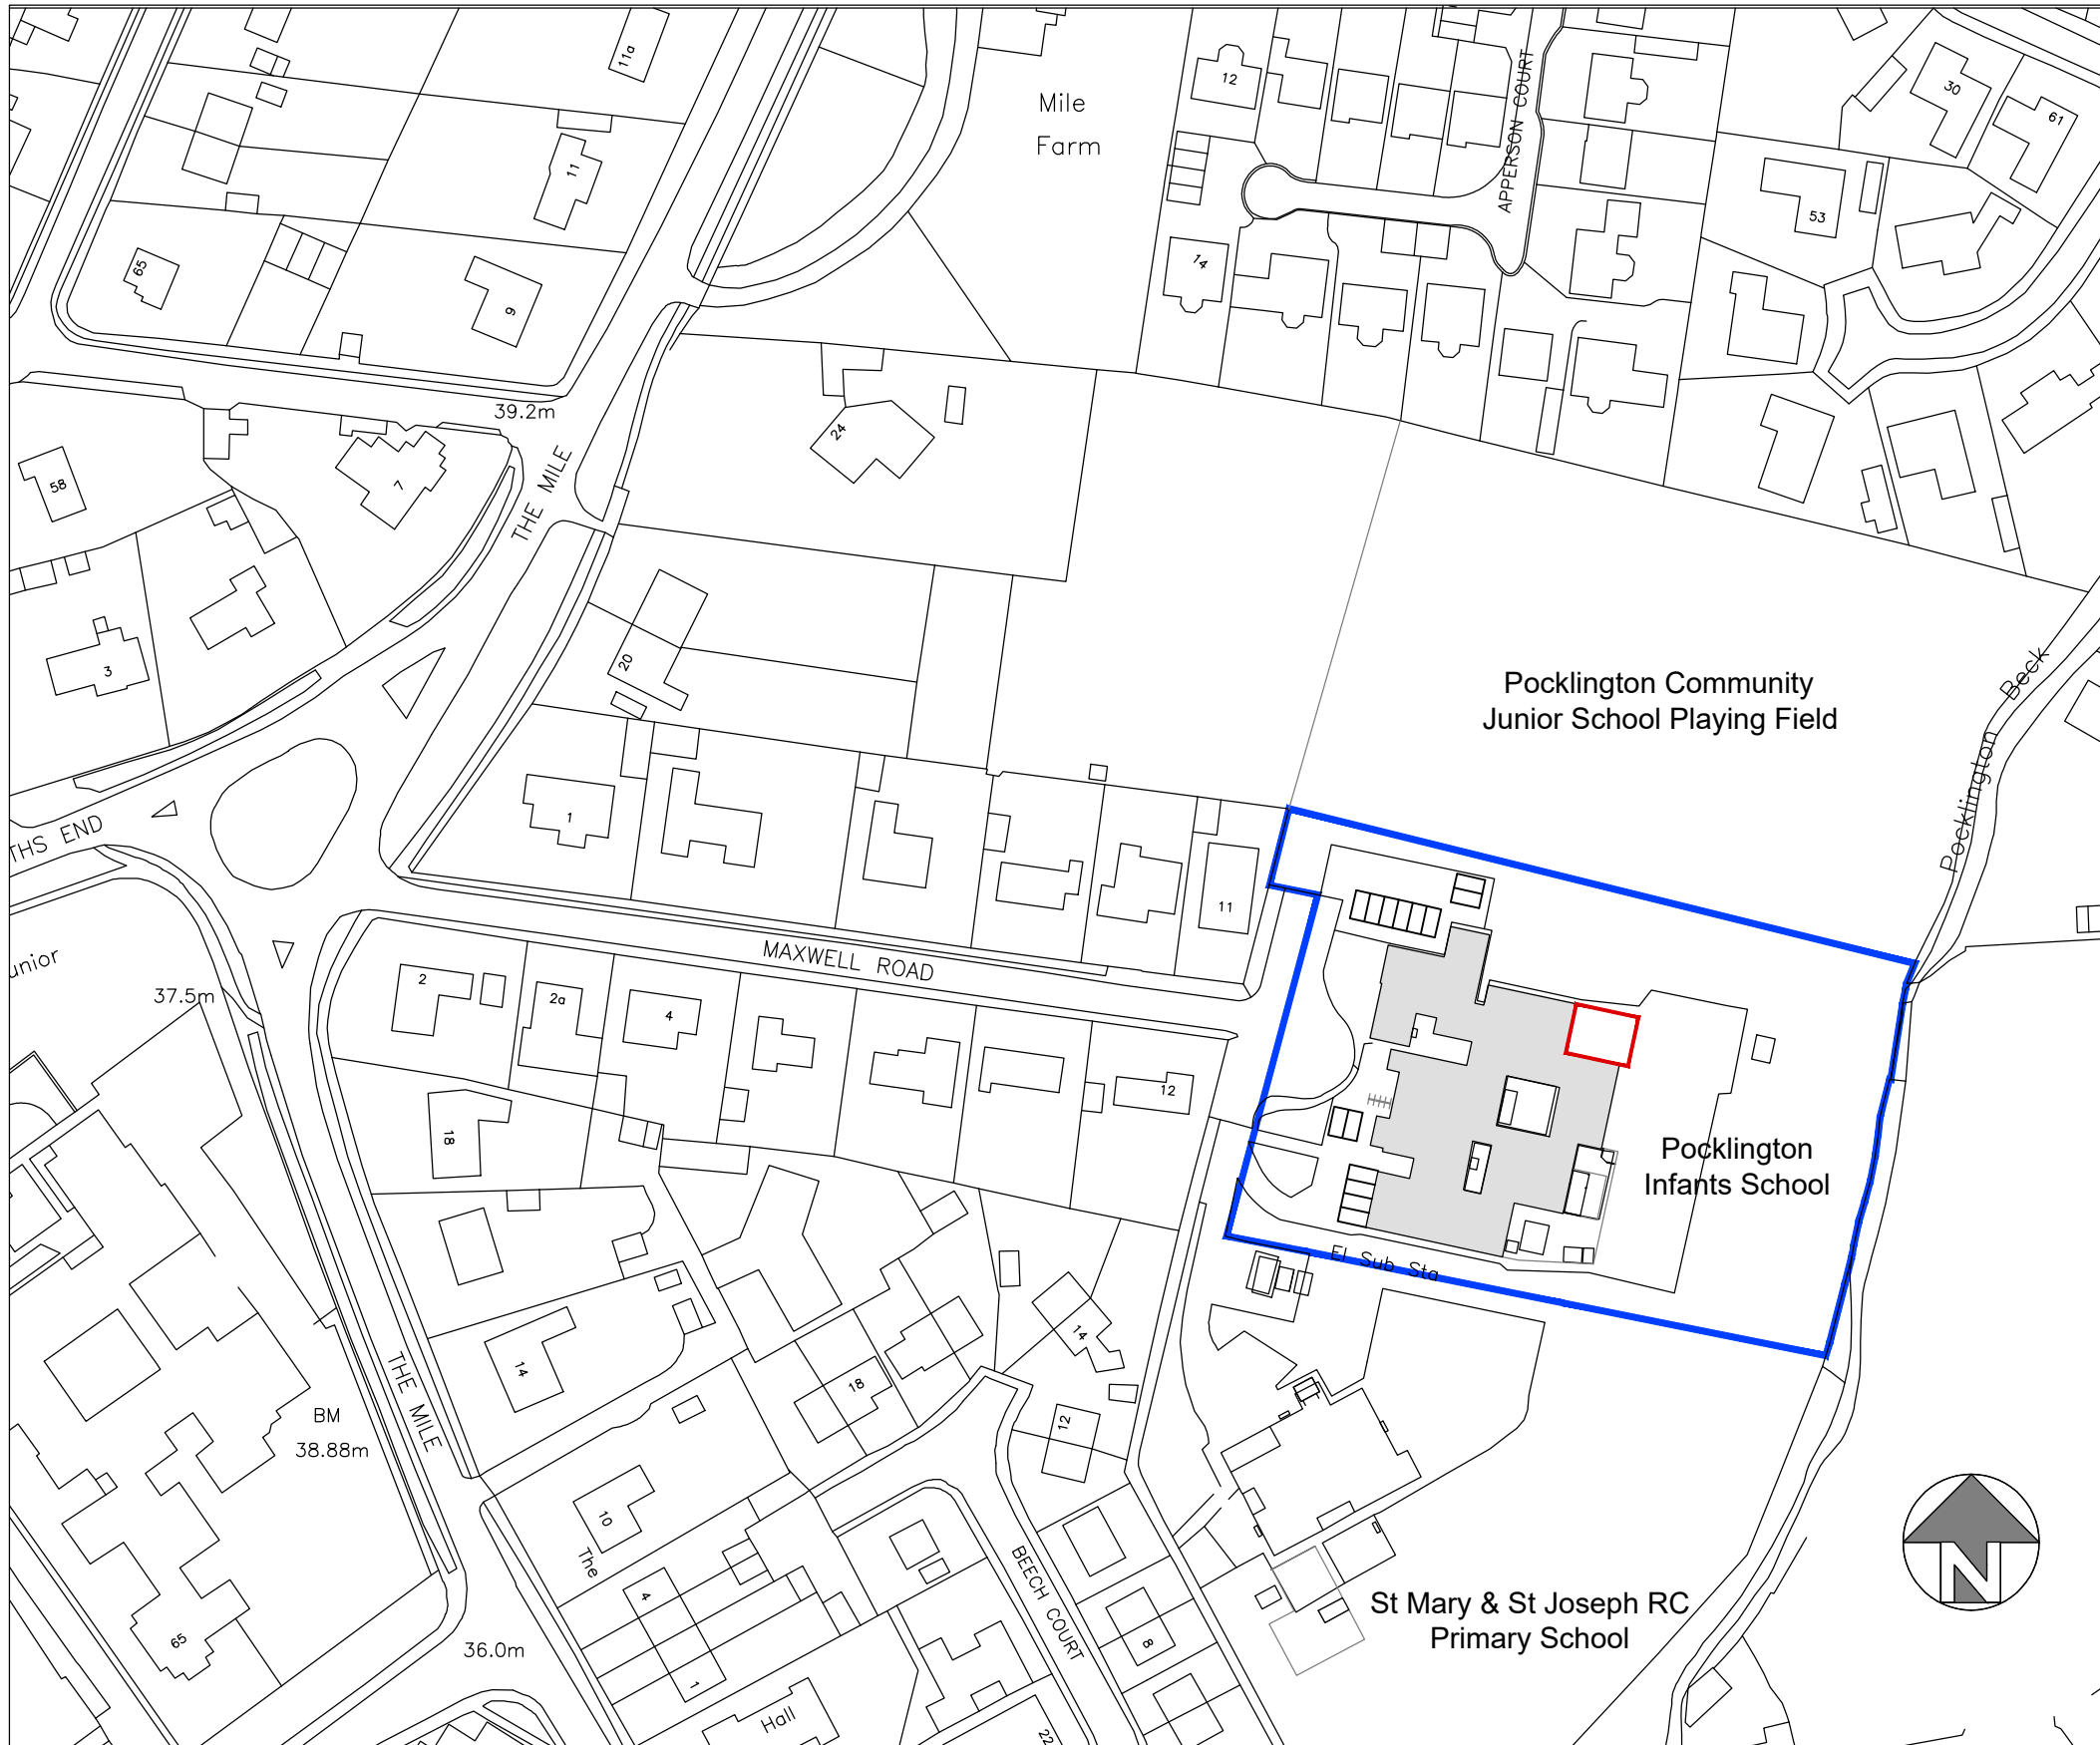 11a
12
Mile
Farm
APPERSON COURT
30
61
11
53
65
9
14
39.2m
24
58
7
THE MILE
3
20
Pocklington Community
Junior School Playing Field
Pocklington Beck
1
THS END
11
MAXWELL ROAD
unior
37.5m
2
2a
4
12
18
Pocklington
Infants School
El Sub Sta
14
14
18
THE MILE
BM
38.88m
12
10
The
4
1
BEECH COURT
8
St Mary & St Joseph RC
Primary School
N
65
36.0m
Hall
22